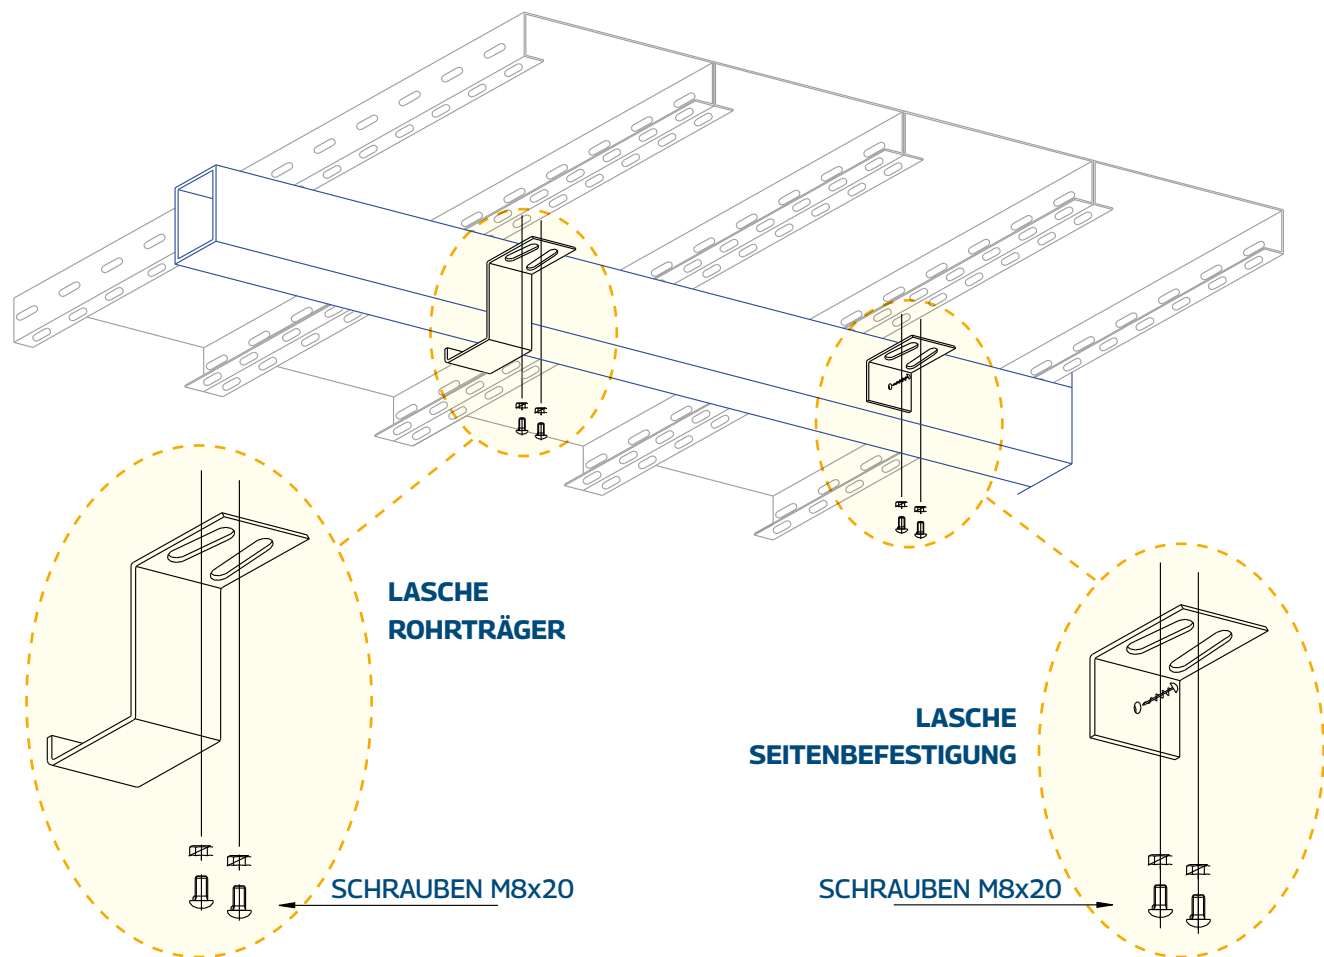 LASCHE
ROHRTRÄGER
LASCHE
SEITENBEFESTIGUNG
SCHRAUBEN M8x20
SCHRAUBEN M8x20